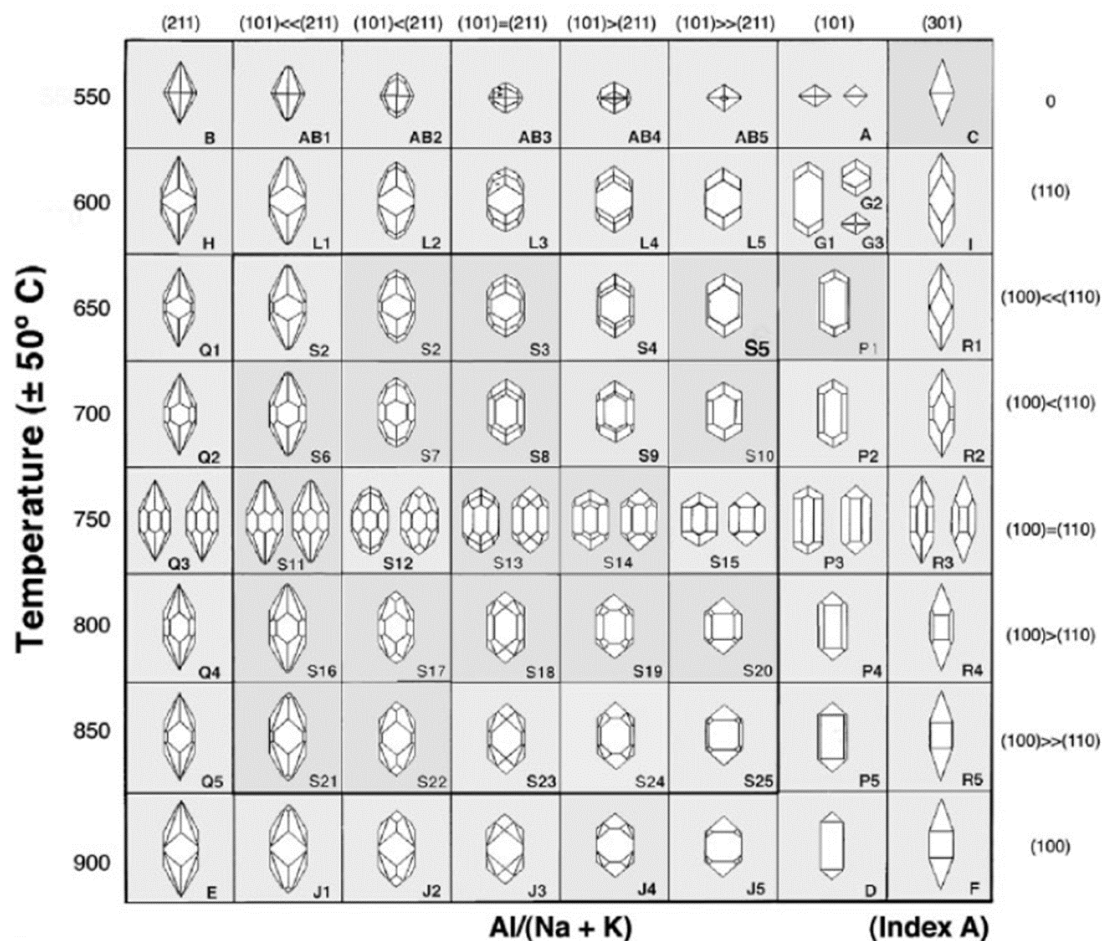 (211) (101)<<(211) (101)<(211) (101)=(211) (101)>(211) (101)>>(211) (101) (301)
550 B AB1 AB2 AB3 AB4 AB5 A C 0
600 H L1 L2 L3 L4 L5 G1 G2 G3 I (110)
650 Q1 S2 S2 S3 S4 S5 P1 R1 (100)<<(110)
700 Q2 S6 S7 S8 S9 S10 P2 R2 (100)<(110)
750 Q3 S11 S12 S13 S14 S15 P3 R3 (100)=(110)
800 Q4 S16 S17 S18 S19 S20 P4 R4 (100)>(110)
850 Q5 S21 S22 S23 S24 S25 P5 R5 (100)>>(110)
900 E J1 J2 J3 J4 J5 D F (100)
Temperature (± 50° C)
Al/(Na + K) (Index A)